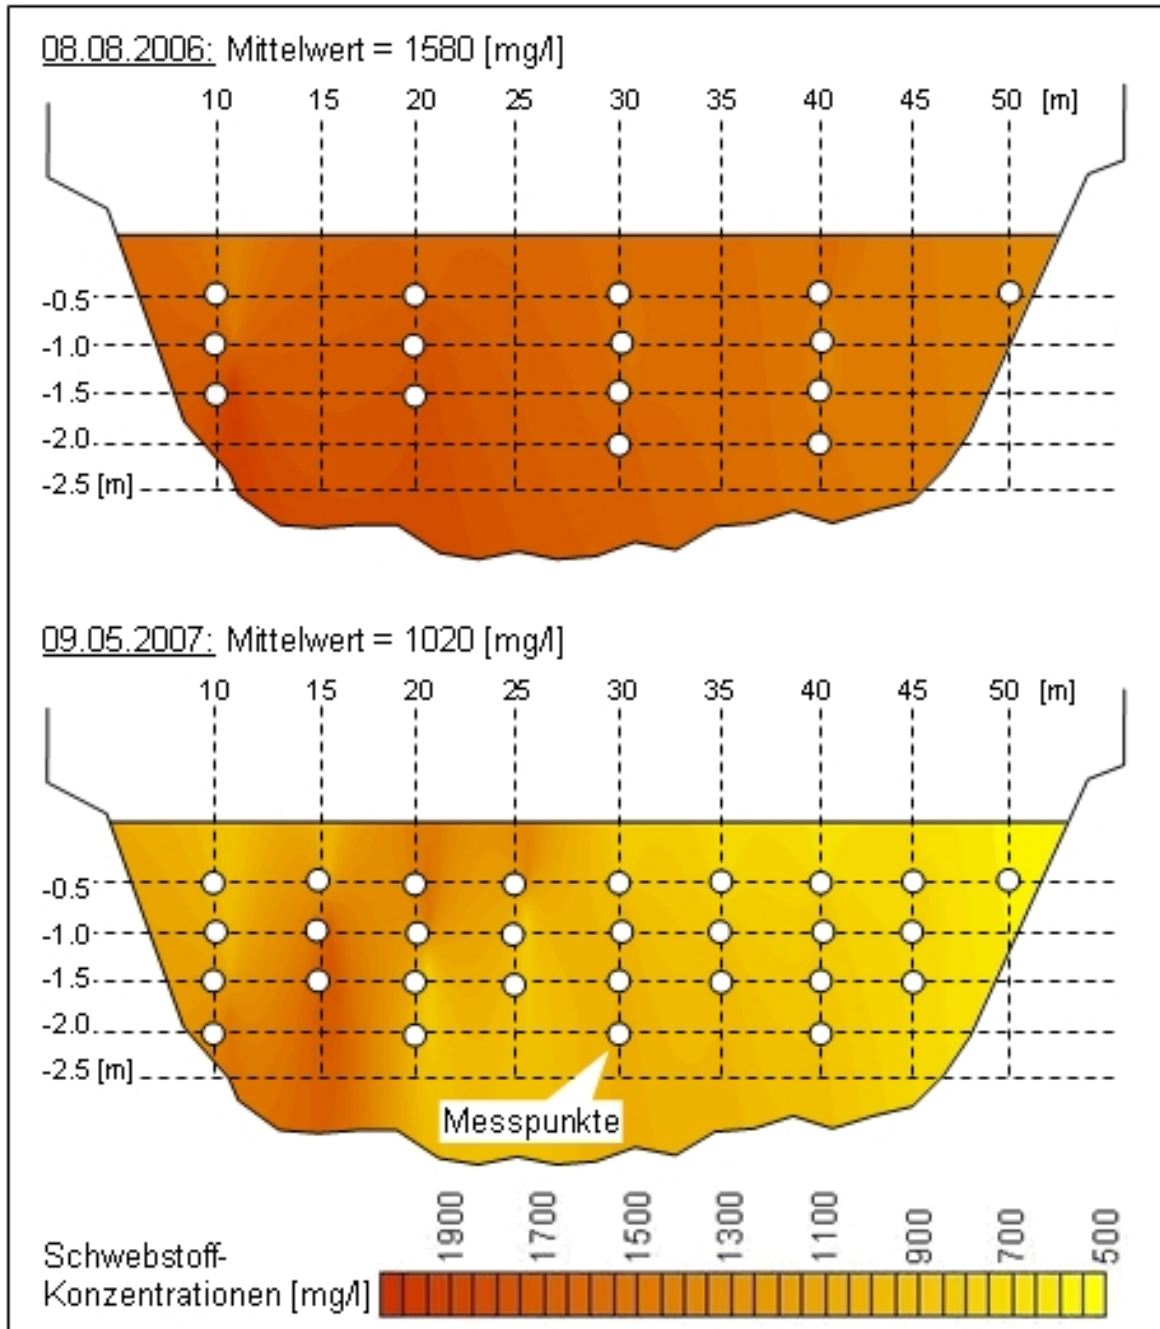 08.08.2006: Mittelwert = 1580 [mg/l]
10 15 20 25 30 35 40 45 50 [m]
-0.5
-1.0
-1.5
-2.0
-2.5 [m]
09.05.2007: Mittelwert = 1020 [mg/l]
10 15 20 25 30 35 40 45 50 [m]
-0.5
-1.0
-1.5
-2.0
-2.5 [m]
Messpunkte
1900 1700 1500 1300 1100 900 700 500
Schwebstoff-
Konzentrationen [mg/l]